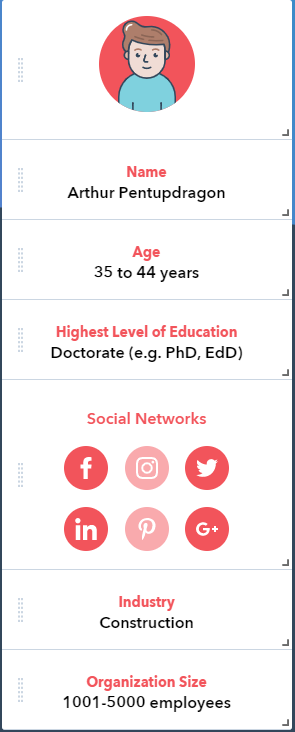 Name
Arthur Pentupdragon
Age
35 to 44 years
Highest Level of Education
Doctorate (e.g. PhD, EdD)
Social Networks
f
in
G+
Industry
Construction
Organization Size
1001-5000 employees